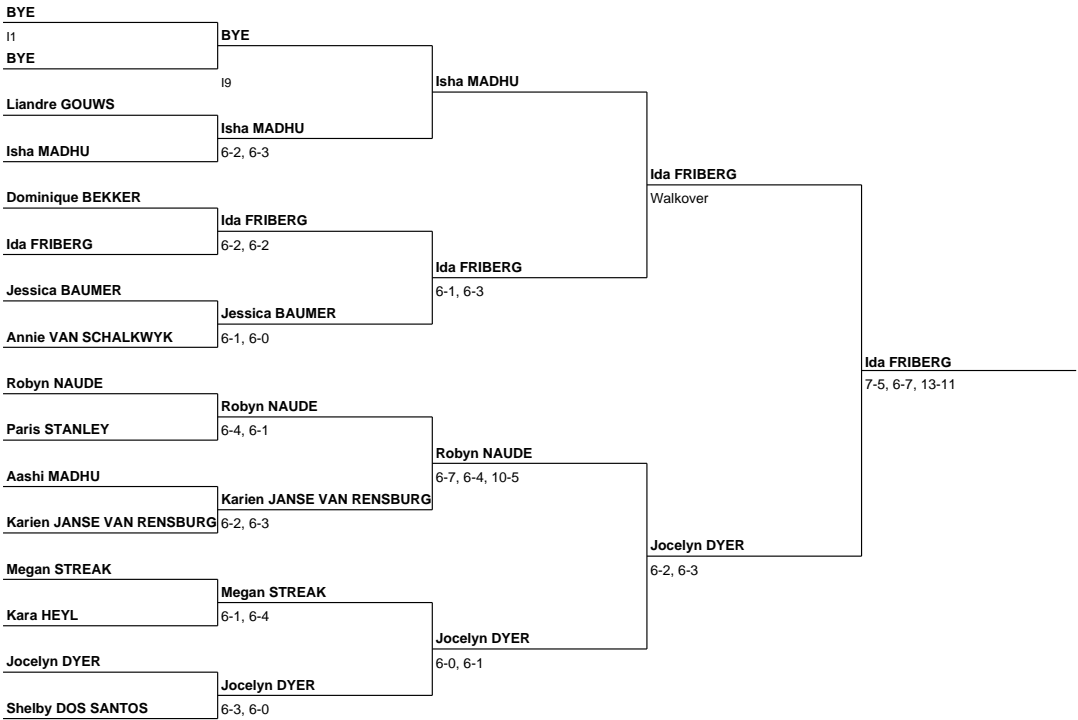 BYE
I1
BYE
Liandre GOUWS
Isha MADHU
Dominique BEKKER
Ida FRIBERG
Jessica BAUMER
Annie VAN SCHALKWYK
Robyn NAUDE
Paris STANLEY
Aashi MADHU
Karien JANSE VAN RENSBURG
Megan STREAK
Kara HEYL
Jocelyn DYER
Shelby DOS SANTOS
BYE
I9
Isha MADHU
6-2, 6-3
Ida FRIBERG
6-2, 6-2
Jessica BAUMER
6-1, 6-0
Robyn NAUDE
6-4, 6-1
Karien JANSE VAN RENSBURG
6-2, 6-3
Megan STREAK
6-1, 6-4
Jocelyn DYER
6-3, 6-0
Isha MADHU
Ida FRIBERG
6-1, 6-3
Robyn NAUDE
6-7, 6-4, 10-5
Jocelyn DYER
6-0, 6-1
Ida FRIBERG
Walkover
Jocelyn DYER
6-2, 6-3
Ida FRIBERG
7-5, 6-7, 13-11